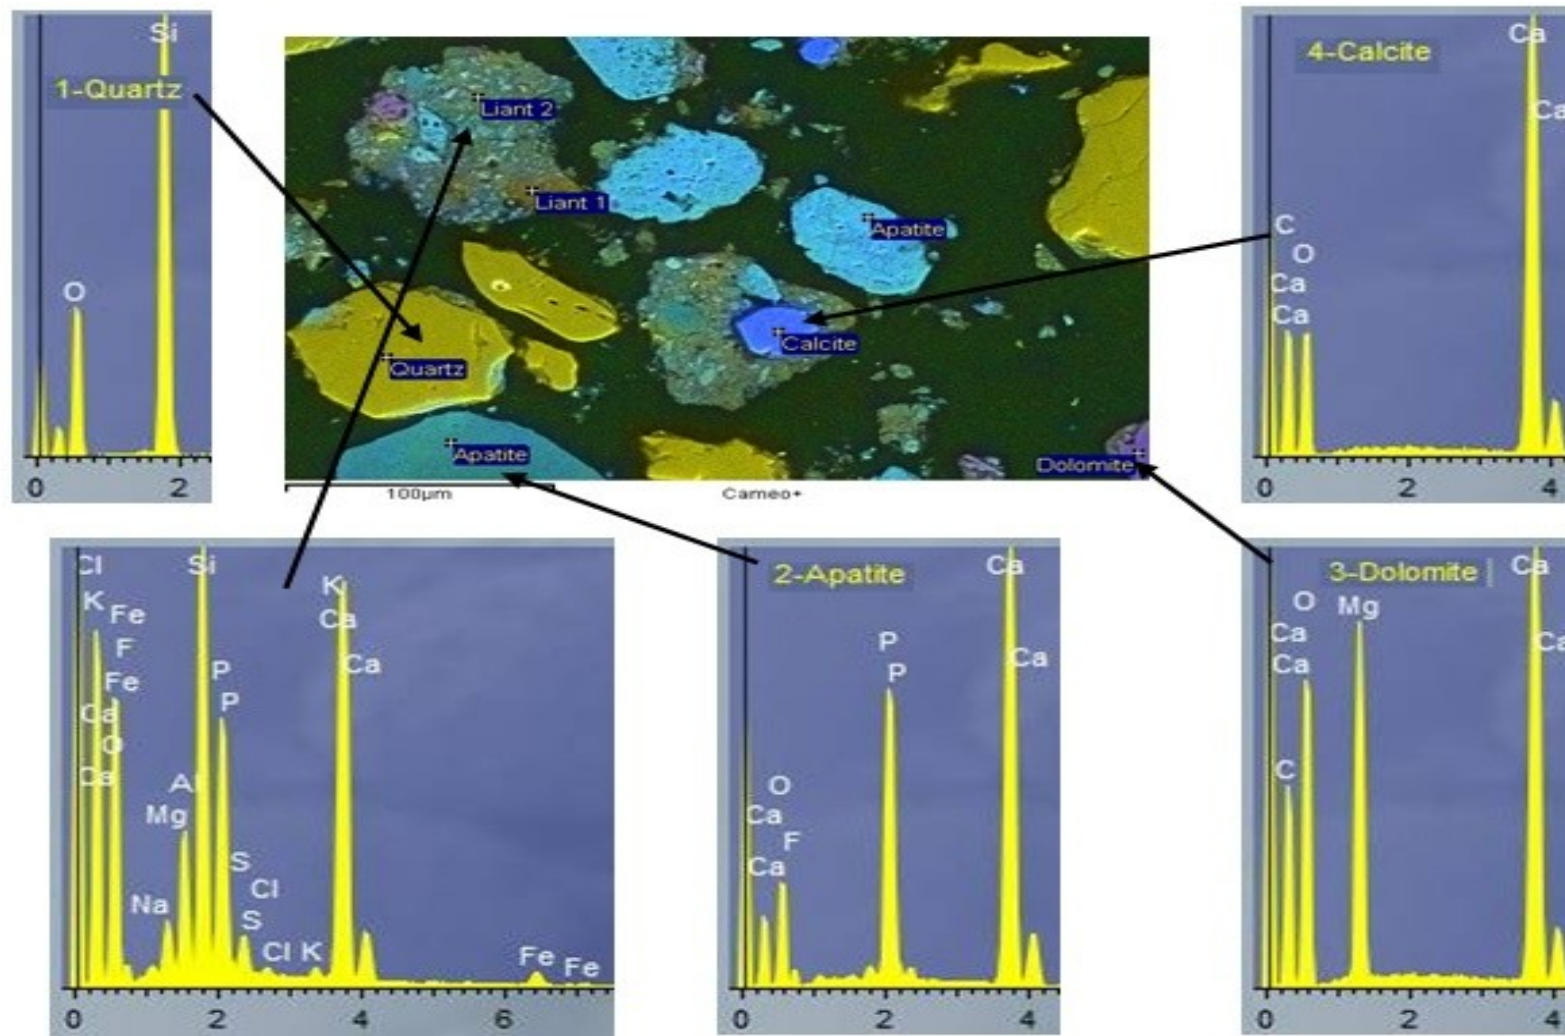 Si
1-Quartz
O
0 2
Liant 2
Liant 1
Apatite
Calcite
Quartz
Apatite
Dolomite
100µm
Cameo+
4-Calcite
Ca
Ca
C
O
Ca
Ca
0 2 4
Cl
K
Fe
F
Fe
Ca
O
Ca
Si
P
P
Al
Mg
Na
S
Cl
S
Cl K
K
Ca
Ca
Fe
Fe
0 2 4 6
2-Apatite
Ca
P
P
Ca
O
Ca
F
Ca
0 2 4
3-Dolomite
Ca
O
Mg
Ca
Ca
Ca
C
0 2 4